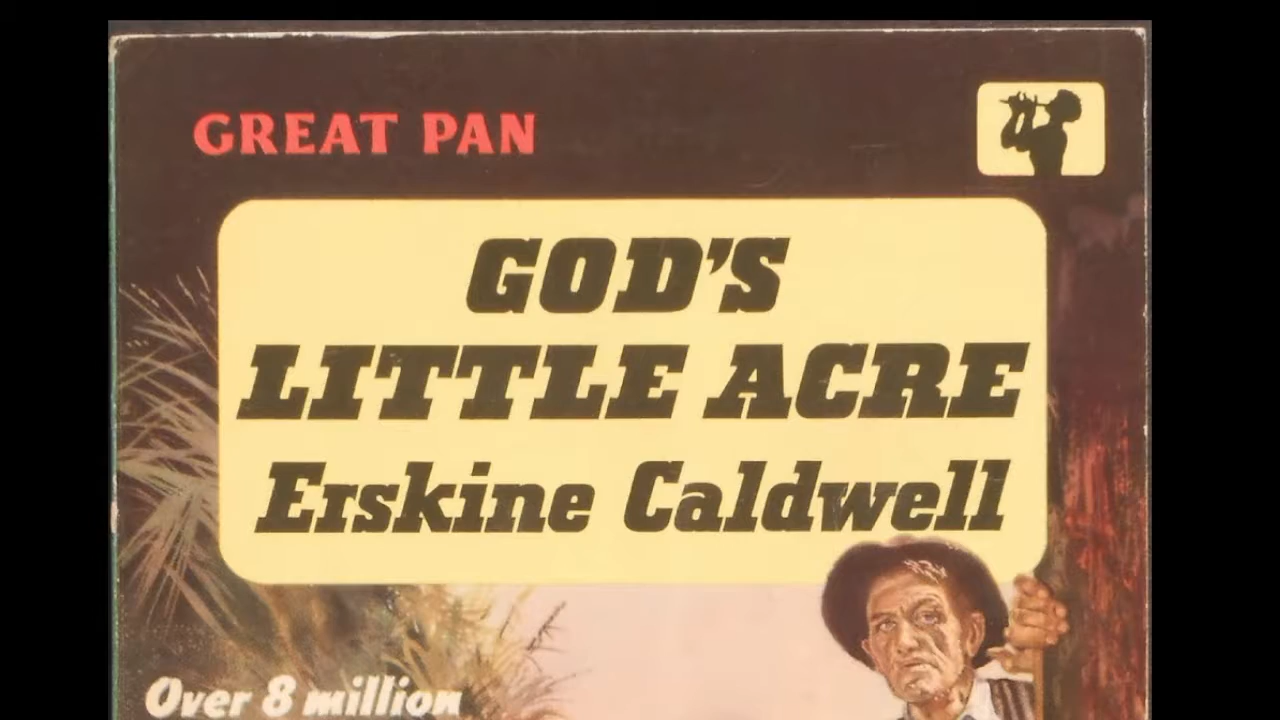 GREAT PAN
GOD'S
LITTLE ACRE
Erskine Caldwell
Over 8 million